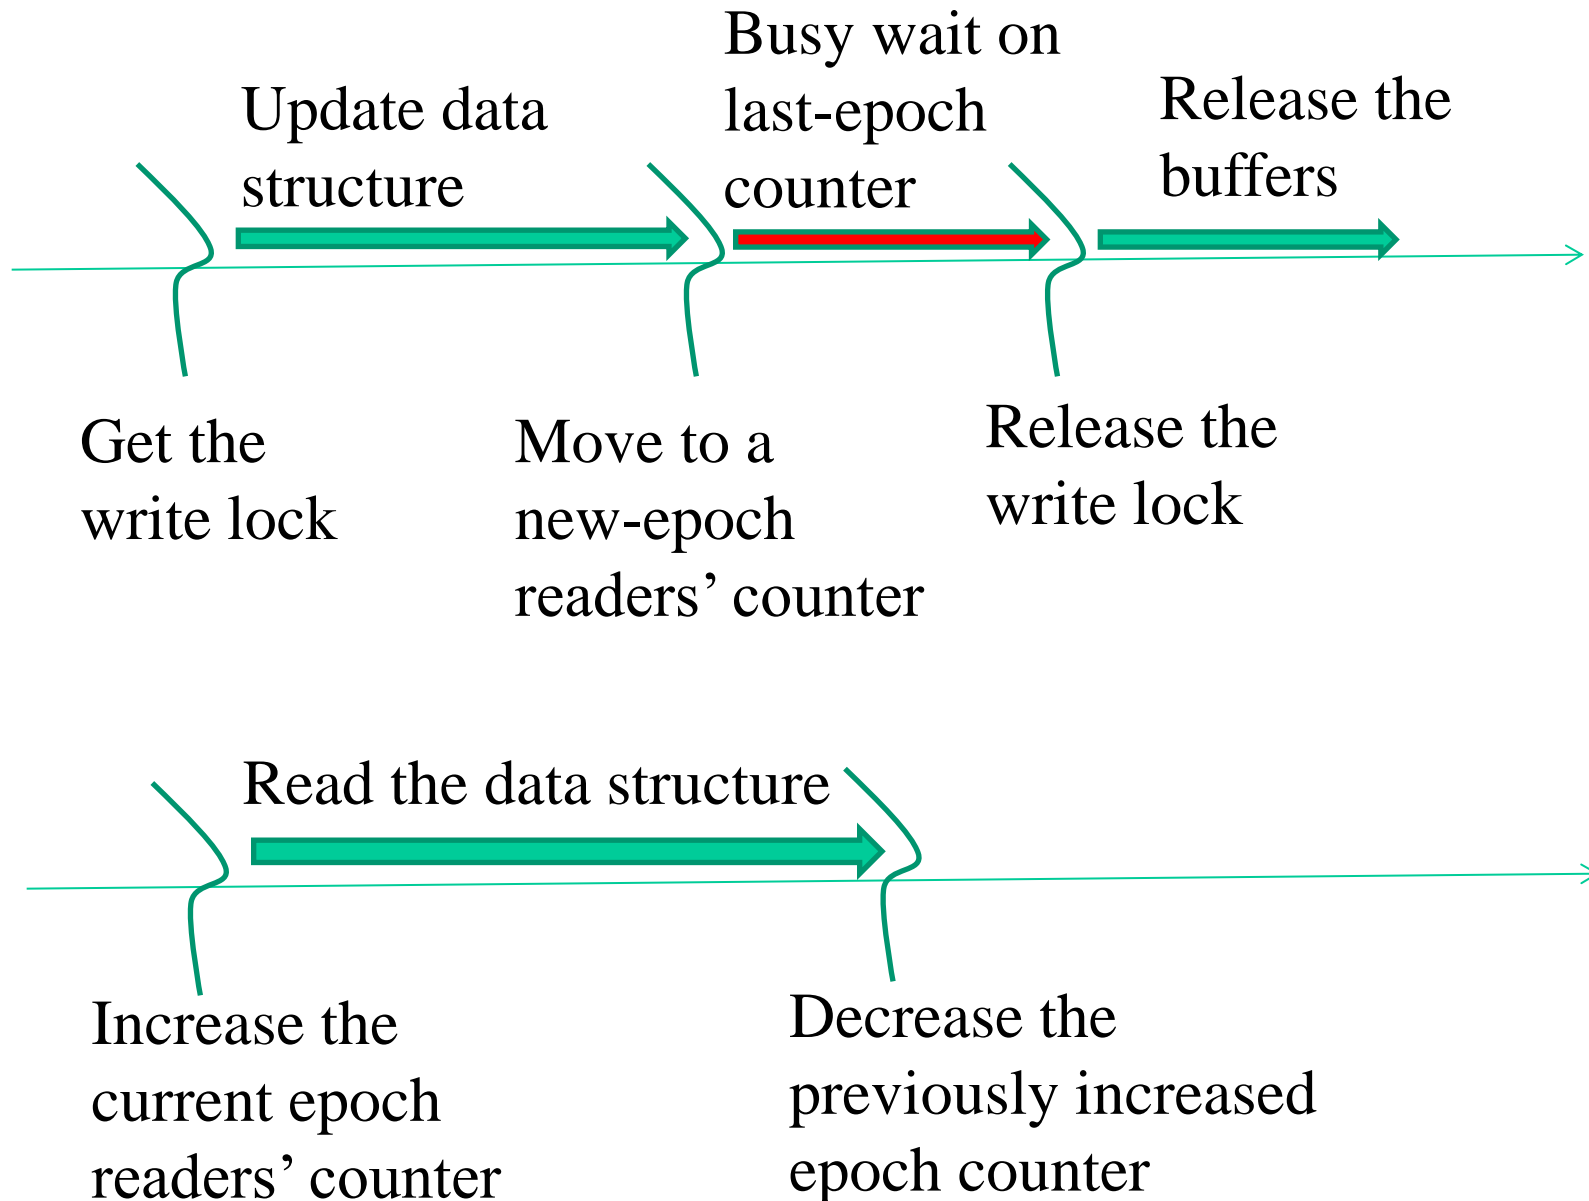 Update data
structure
Busy wait on
last-epoch
counter
Release the
buffers
Get the
write lock
Move to a
new-epoch
readers’ counter
Release the
write lock
Read the data structure
Increase the
current epoch
readers’ counter
Decrease the
previously increased
epoch counter